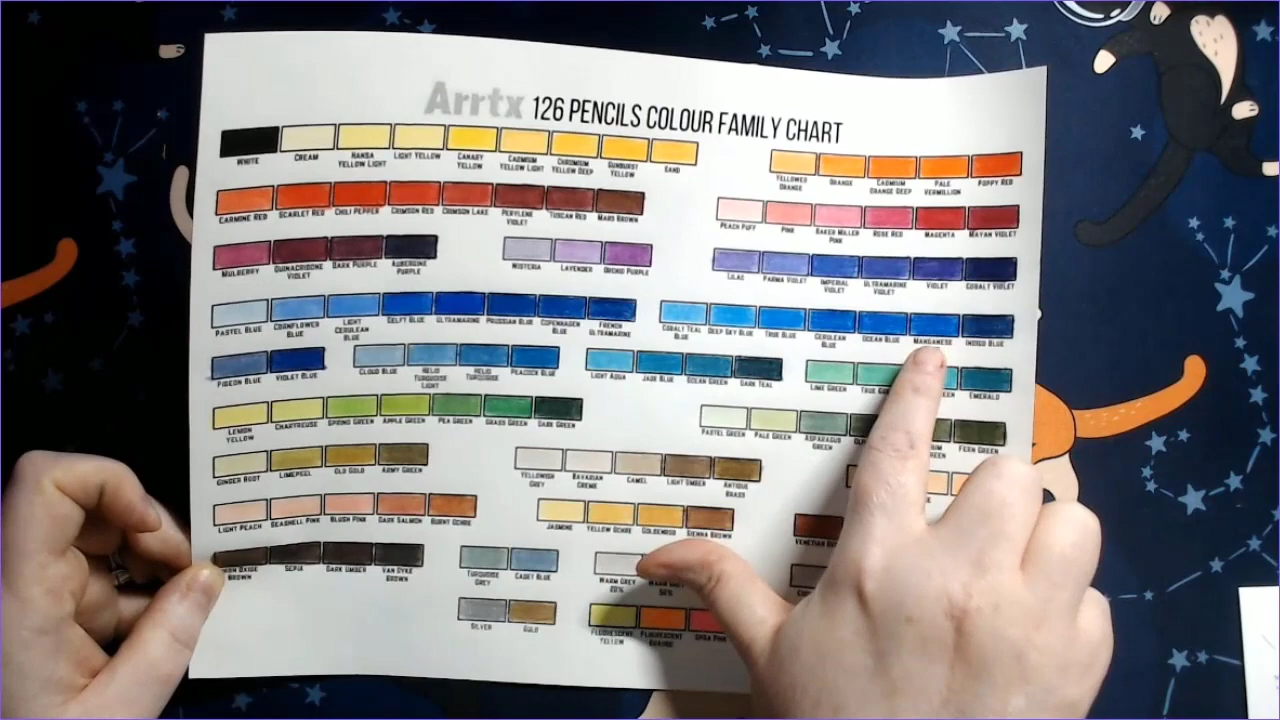 Arrtx 126 PENCILS COLOUR FAMILY CHART
WHITE CREAM HANSA YELLOW LIGHT LIGHT YELLOW CANARY YELLOW CADMIUM YELLOW LIGHT CHROMIUM YELLOW DEEP SUNBURST YELLOW SAND YELLOWED ORANGE ORANGE CADMIUM ORANGE DEEP PALE VERMILLION POPPY RED
CARMINE RED SCARLET RED CHILI PEPPER CRIMSON RED CRIMSON LAKE PERYLENE VIOLET TUSCAN RED MARS BROWN PEACH PUFF PINK BAKER MILLER PINK ROSE RED MAGENTA MAYAN VIOLET
MULBERRY QUINACRIDONE VIOLET DARK PURPLE AUBERGINE PURPLE WISTERIA LAVENDER ORCHID PURPLE LILAC PARMA VIOLET IMPERIAL VIOLET ULTRAMARINE VIOLET VIOLET COBALT VIOLET
PASTEL BLUE CORNFLOWER BLUE LIGHT CERULEAN BLUE DELFT BLUE ULTRAMARINE PRUSSIAN BLUE COPENHAGEN BLUE FRENCH ULTRAMARINE COBALT TEAL BLUE DEEP SKY BLUE TRUE BLUE CERULEAN BLUE OCEAN BLUE MANGANESE INDIGO BLUE
PIGEON BLUE VIOLET BLUE CLOUD BLUE HELIO TURQUOISE LIGHT HELIO TURQUOISE PEACOCK BLUE LIGHT AQUA JADE BLUE OCEAN GREEN DARK TEAL LIME GREEN TRUE EMERALD
LEMON YELLOW CHARTREUSE SPRING GREEN APPLE GREEN PEA GREEN GRASS GREEN DARK GREEN PASTEL GREEN PALE GREEN ASPARAGUS GREEN FERN GREEN
GINGER ROOT LIMEPEEL OLD GOLD ARMY GREEN YELLOWISH GREY BAVARIAN CREME CAMEL LIGHT UMBER ANTIQUE BRASS
LIGHT PEACH SEASHELL PINK BLUSH PINK DARK SALMON BURNT OCHRE JASMINE YELLOW OCHRE GOLDENROD SIENNA BROWN VENETIAN
BROWN SEPIA DARK UMBER VAN DYKE BROWN TURQUOISE GREY CADET BLUE WARM GREY 20% WARM 50%
SILVER GOLD FLUORESCENT YELLOW FLUORESCENT ORANGE OPERA PINK